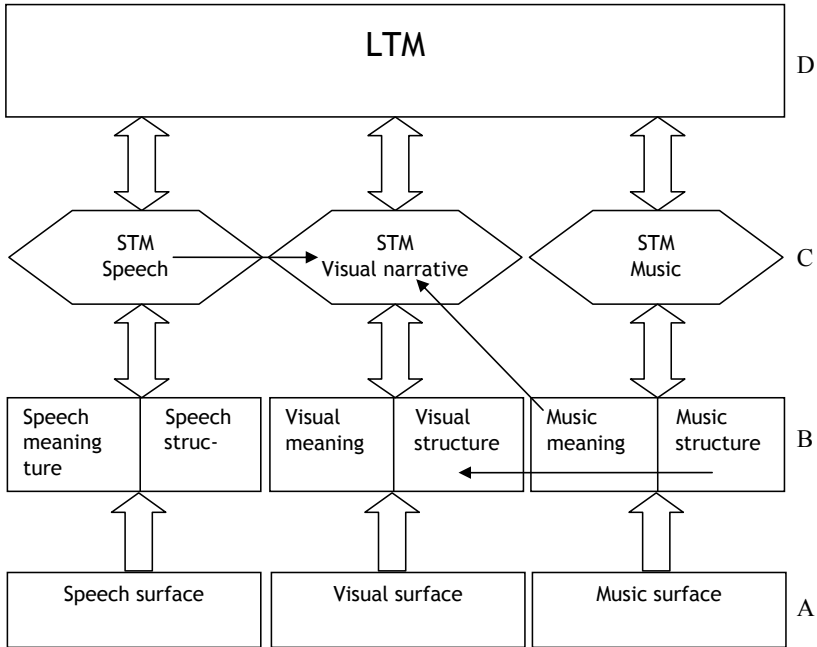 LTM
D
STM
Speech
STM
Visual narrative
STM
Music
C
Speech
meaning
ture
Speech
struc-
Visual
meaning
Visual
structure
Music
meaning
Music
structure
B
Speech surface
Visual surface
Music surface
A